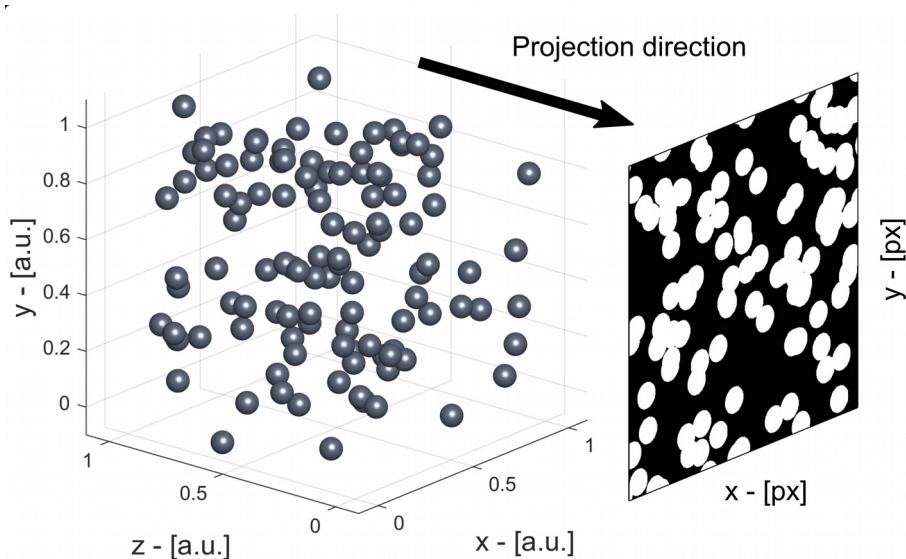 Projection direction
y - [a.u.]
1
0.8
0.6
0.4
0.2
0
1
0.5
0
z - [a.u.]
0
0.5
1
x - [a.u.]
y - [px]
x - [px]